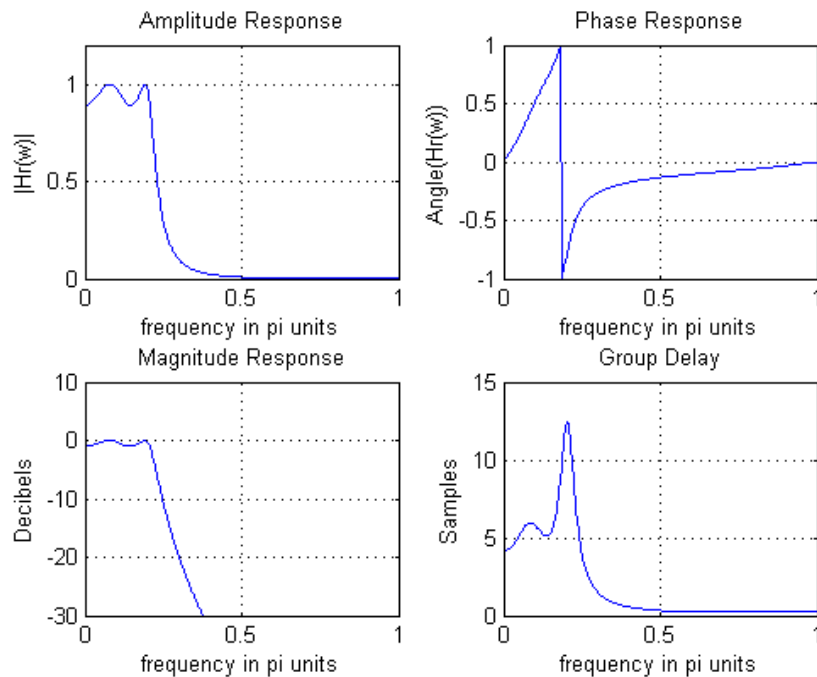 Amplitude Response
|Hr(w)|
1
0.5
0
0
0.5
1
frequency in pi units
Phase Response
Angle(Hr(w))
1
0.5
0
-0.5
-1
0
0.5
1
frequency in pi units
Magnitude Response
Decibels
10
0
-10
-20
-30
0
0.5
1
frequency in pi units
Group Delay
Samples
15
10
5
0
0
0.5
1
frequency in pi units